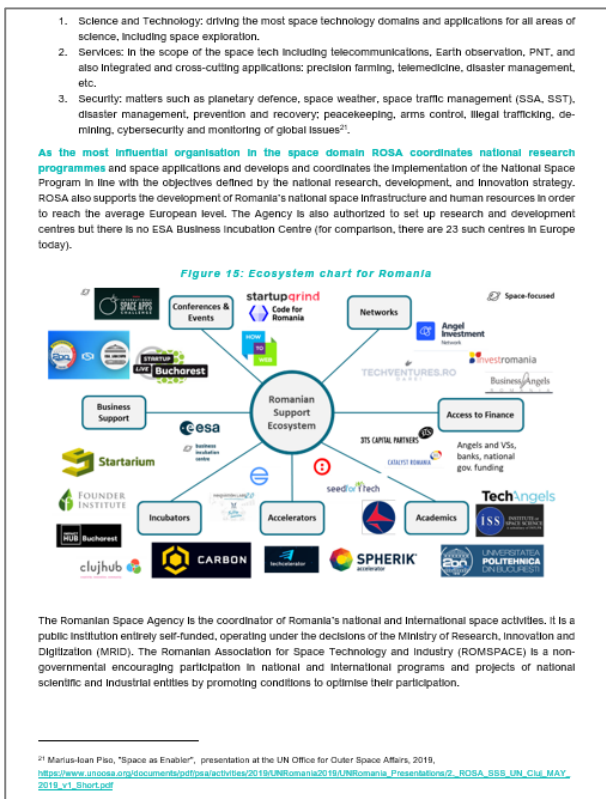 1. Science and Technology: driving the most space technology domains and applications for all areas of
science, including space exploration.
2. Services: in the scope of the space tech including telecommunications, Earth observation, PNT, and
also integrated and cross-cutting applications: precision farming, telemedicine, disaster management,
etc.
3. Security: matters such as planetary defence, space weather, space traffic management (SSA, SST),
disaster management, prevention and recovery; peacekeeping, arms control, illegal trafficking, de-
mining, cybersecurity and monitoring of global issues21.
As the most influential organisation in the space domain ROSA coordinates national research
programmes and space applications and develops and coordinates the implementation of the National Space
Program in line with the objectives defined by the national research, development, and innovation strategy.
ROSA also supports the development of Romania's national space infrastructure and human resources in order
to reach the average European level. The Agency is also authorized to set up research and development
centres but there is no ESA Business Incubation Centre (for comparison, there are 23 such centres in Europe
today).
Figure 15: Ecosystem chart for Romania
INTERNATIONAL
SPACE APPS
CHALLENGE
Conferences &
Events
startupgrind
Code for
Romania
Networks
Space-focused
HOW
TO
WEB
Angel
Investment
Network
STARTUP
LIVE Bucharest
TECHVENTURES.RO
investromania
BusinessAngels
ROMANIA
Business
Support
Romanian
Support
Ecosystem
Access to Finance
esa
business
incubation
centre
3TS CAPITAL PARTNERS
3TS
CATALYST ROMANIA
Angels and VSs,
banks, national
gov. funding
Startarium
FOUNDER
INSTITUTE
seedforTech
TechAngels
Incubators
Accelerators
Academics
ISS
INSTITUTE of
SPACE SCIENCE
IMPACT
HUB Bucharest
clujhub
CARBON
techcelerator
SPHERIK
accelerator
UNIVERSITATEA
POLITEHNICA
DIN BUCUREȘTI
The Romanian Space Agency is the coordinator of Romania's national and international space activities. It is a
public institution entirely self-funded, operating under the decisions of the Ministry of Research, Innovation and
Digitization (MRID). The Romanian Association for Space Technology and Industry (ROMSPACE) is a non-
governmental encouraging participation in national and international programs and projects of national
scientific and industrial entities by promoting conditions to optimise their participation.
21 Marius-Ioan Piso, "Space as Enabler", presentation at the UN Office for Outer Space Affairs, 2019,
https://www.unoosa.org/documents/pdf/psa/activities/2019/UNRomania2019/UNRomania_Presentations/2._ROSA_SSS_UN_Cluj_MAY_
2019_v1_Short.pdf